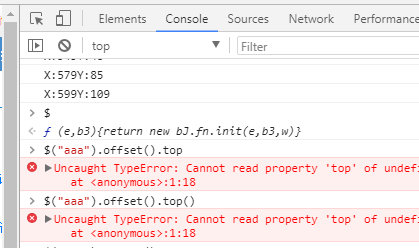 Elements Console Sources Network Performance
top Filter
X:579Y:85
X:599Y:109
> $
< ƒ (e,b3){return new bJ.fn.init(e,b3,w)}
> $("aaa").offset().top
Uncaught TypeError: Cannot read property 'top' of undefi
at <anonymous>:1:18
> $("aaa").offset().top()
Uncaught TypeError: Cannot read property 'top' of undefi
at <anonymous>:1:18